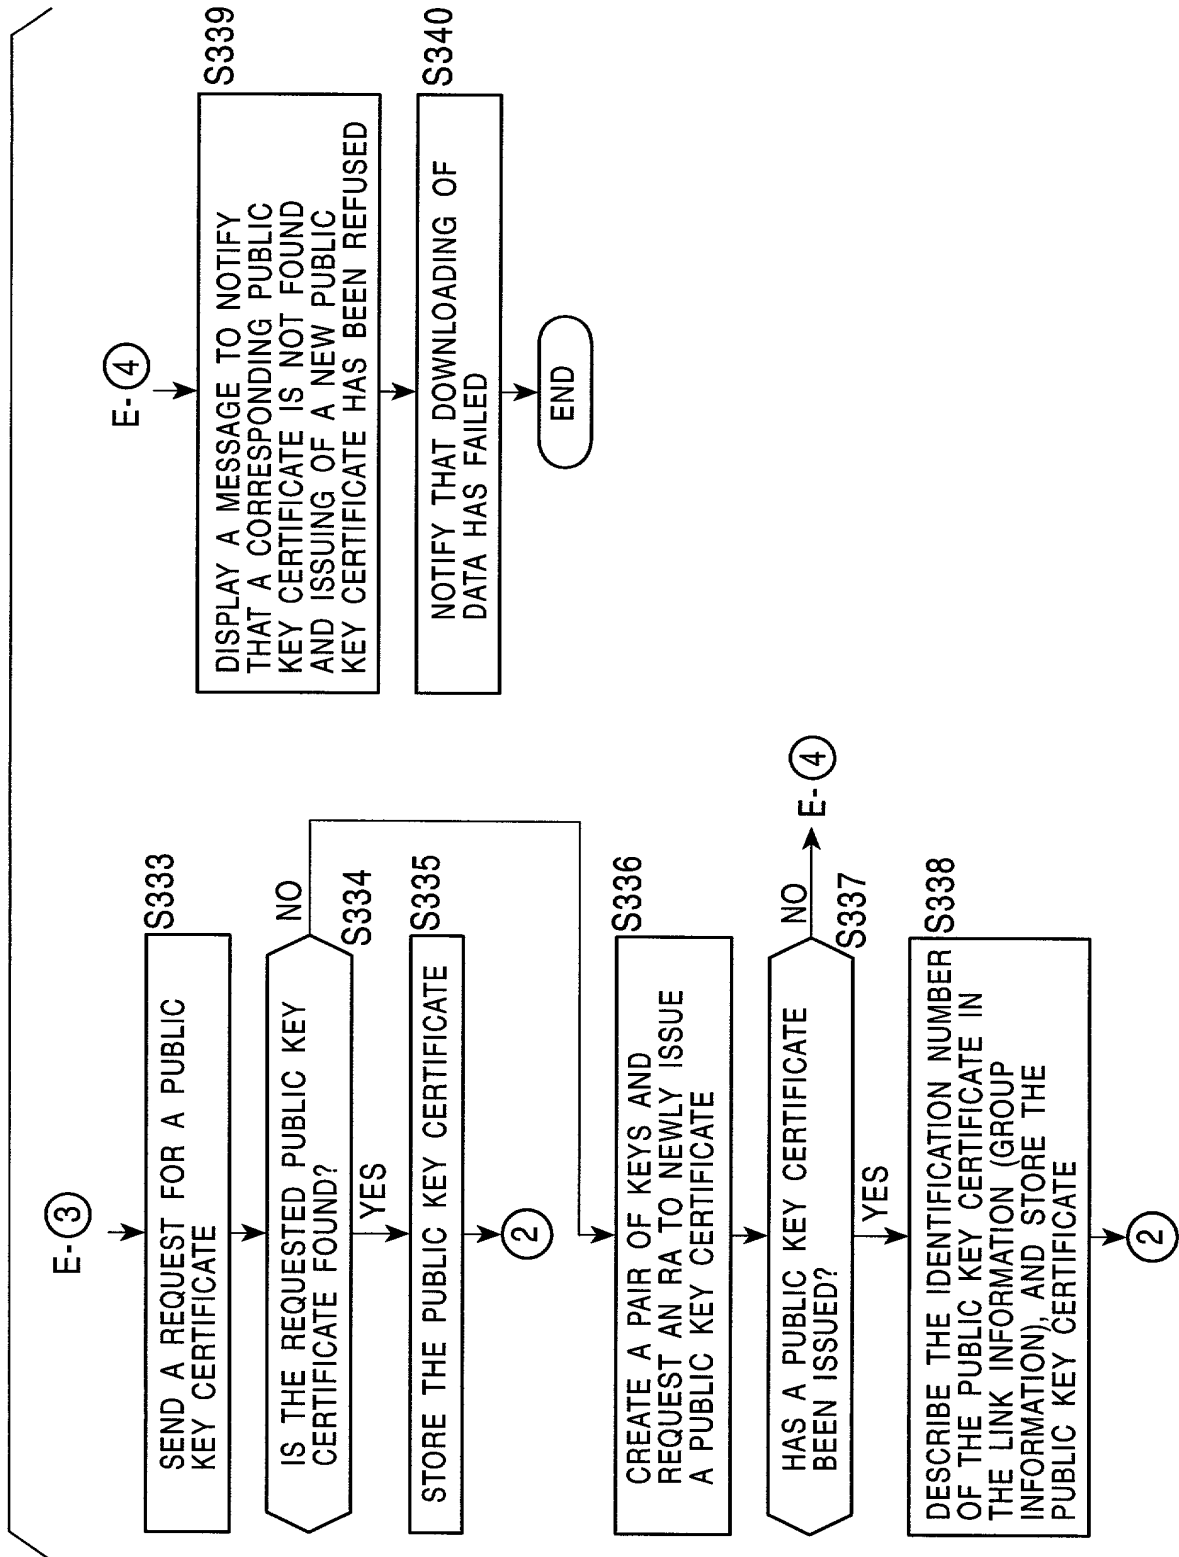 E-3
S333
SEND A REQUEST FOR A PUBLIC
KEY CERTIFICATE
IS THE REQUESTED PUBLIC KEY
CERTIFICATE FOUND?
NO
S334
YES
S335
STORE THE PUBLIC KEY CERTIFICATE
2
S336
CREATE A PAIR OF KEYS AND
REQUEST AN RA TO NEWLY ISSUE
A PUBLIC KEY CERTIFICATE
HAS A PUBLIC KEY CERTIFICATE
BEEN ISSUED?
NO
E-4
S337
YES
S338
DESCRIBE THE IDENTIFICATION NUMBER
OF THE PUBLIC KEY CERTIFICATE IN
THE LINK INFORMATION (GROUP
INFORMATION), AND STORE THE
PUBLIC KEY CERTIFICATE
2
E-4
S339
DISPLAY A MESSAGE TO NOTIFY
THAT A CORRESPONDING PUBLIC
KEY CERTIFICATE IS NOT FOUND
AND ISSUING OF A NEW PUBLIC
KEY CERTIFICATE HAS BEEN REFUSED
S340
NOTIFY THAT DOWNLOADING OF
DATA HAS FAILED
END